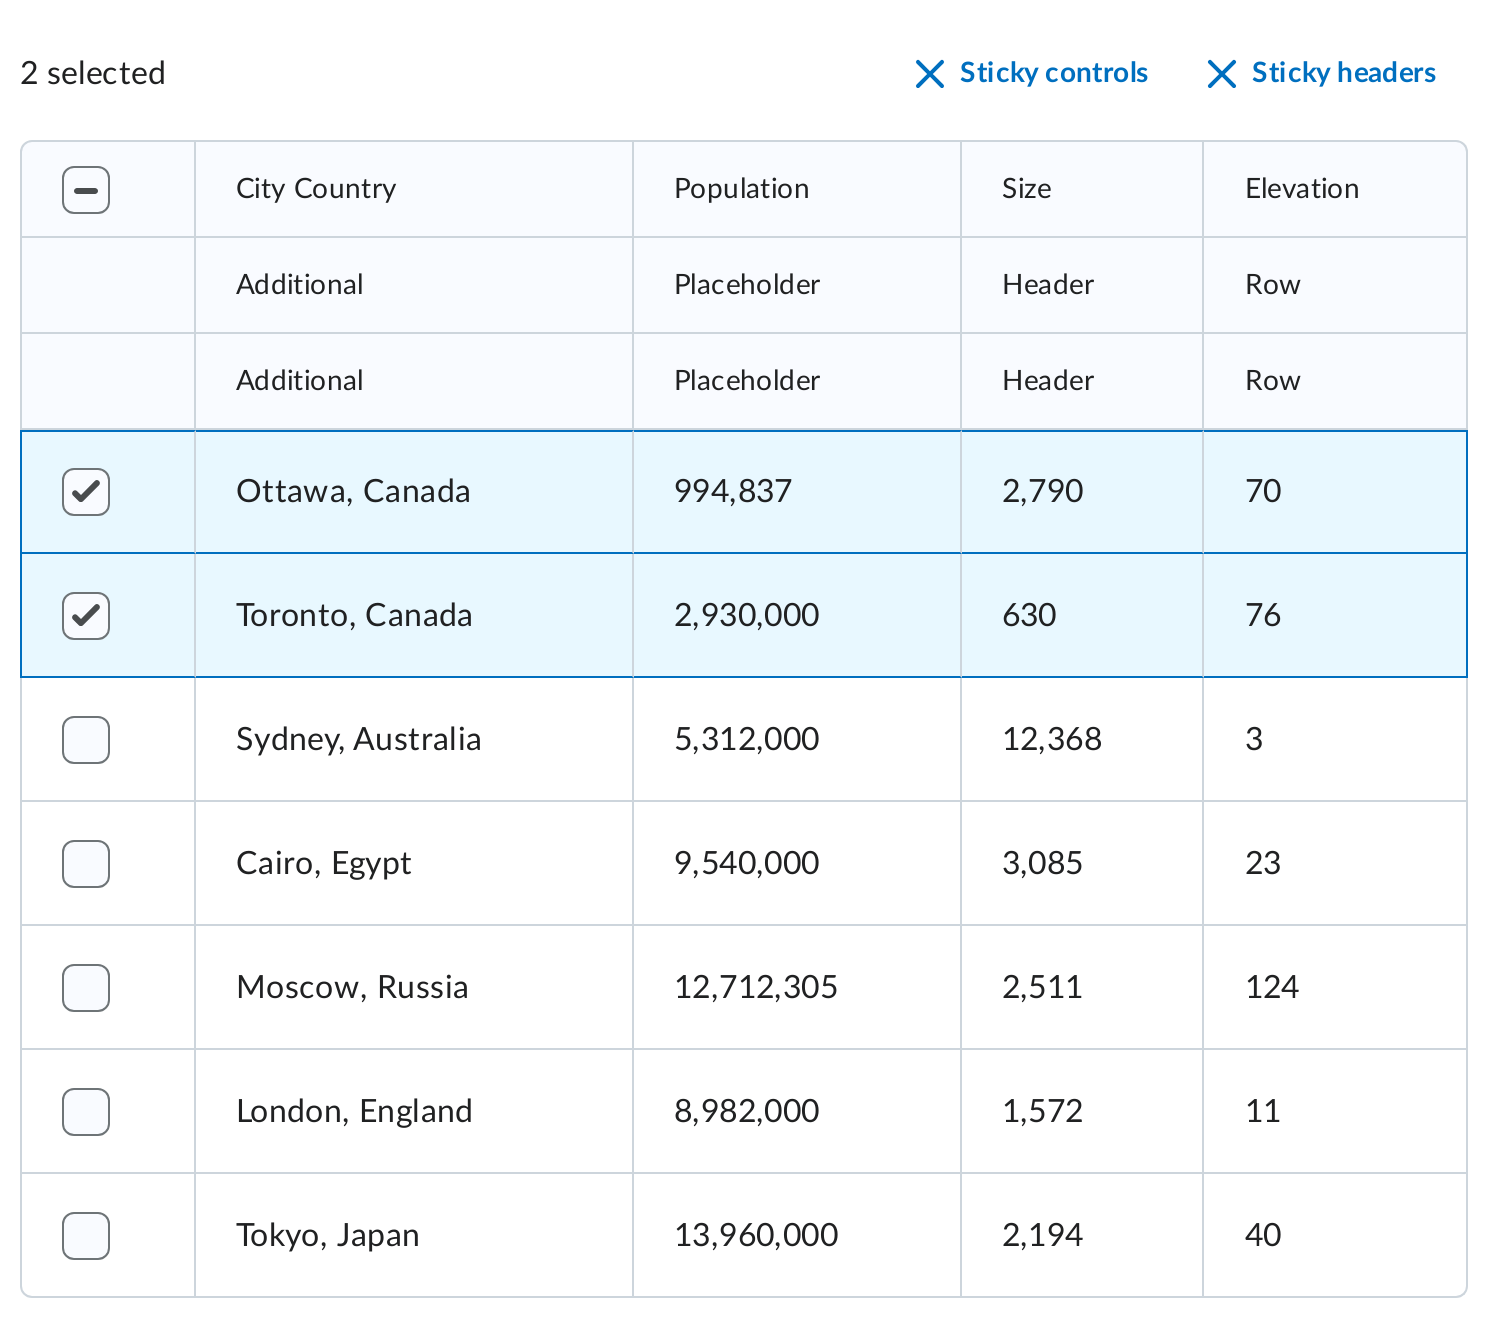 2 selected Sticky controls Sticky headers
City Country Population Size Elevation
Additional Placeholder Header Row
Additional Placeholder Header Row
Ottawa, Canada 994,837 2,790 70
Toronto, Canada 2,930,000 630 76
Sydney, Australia 5,312,000 12,368 3
Cairo, Egypt 9,540,000 3,085 23
Moscow, Russia 12,712,305 2,511 124
London, England 8,982,000 1,572 11
Tokyo, Japan 13,960,000 2,194 40